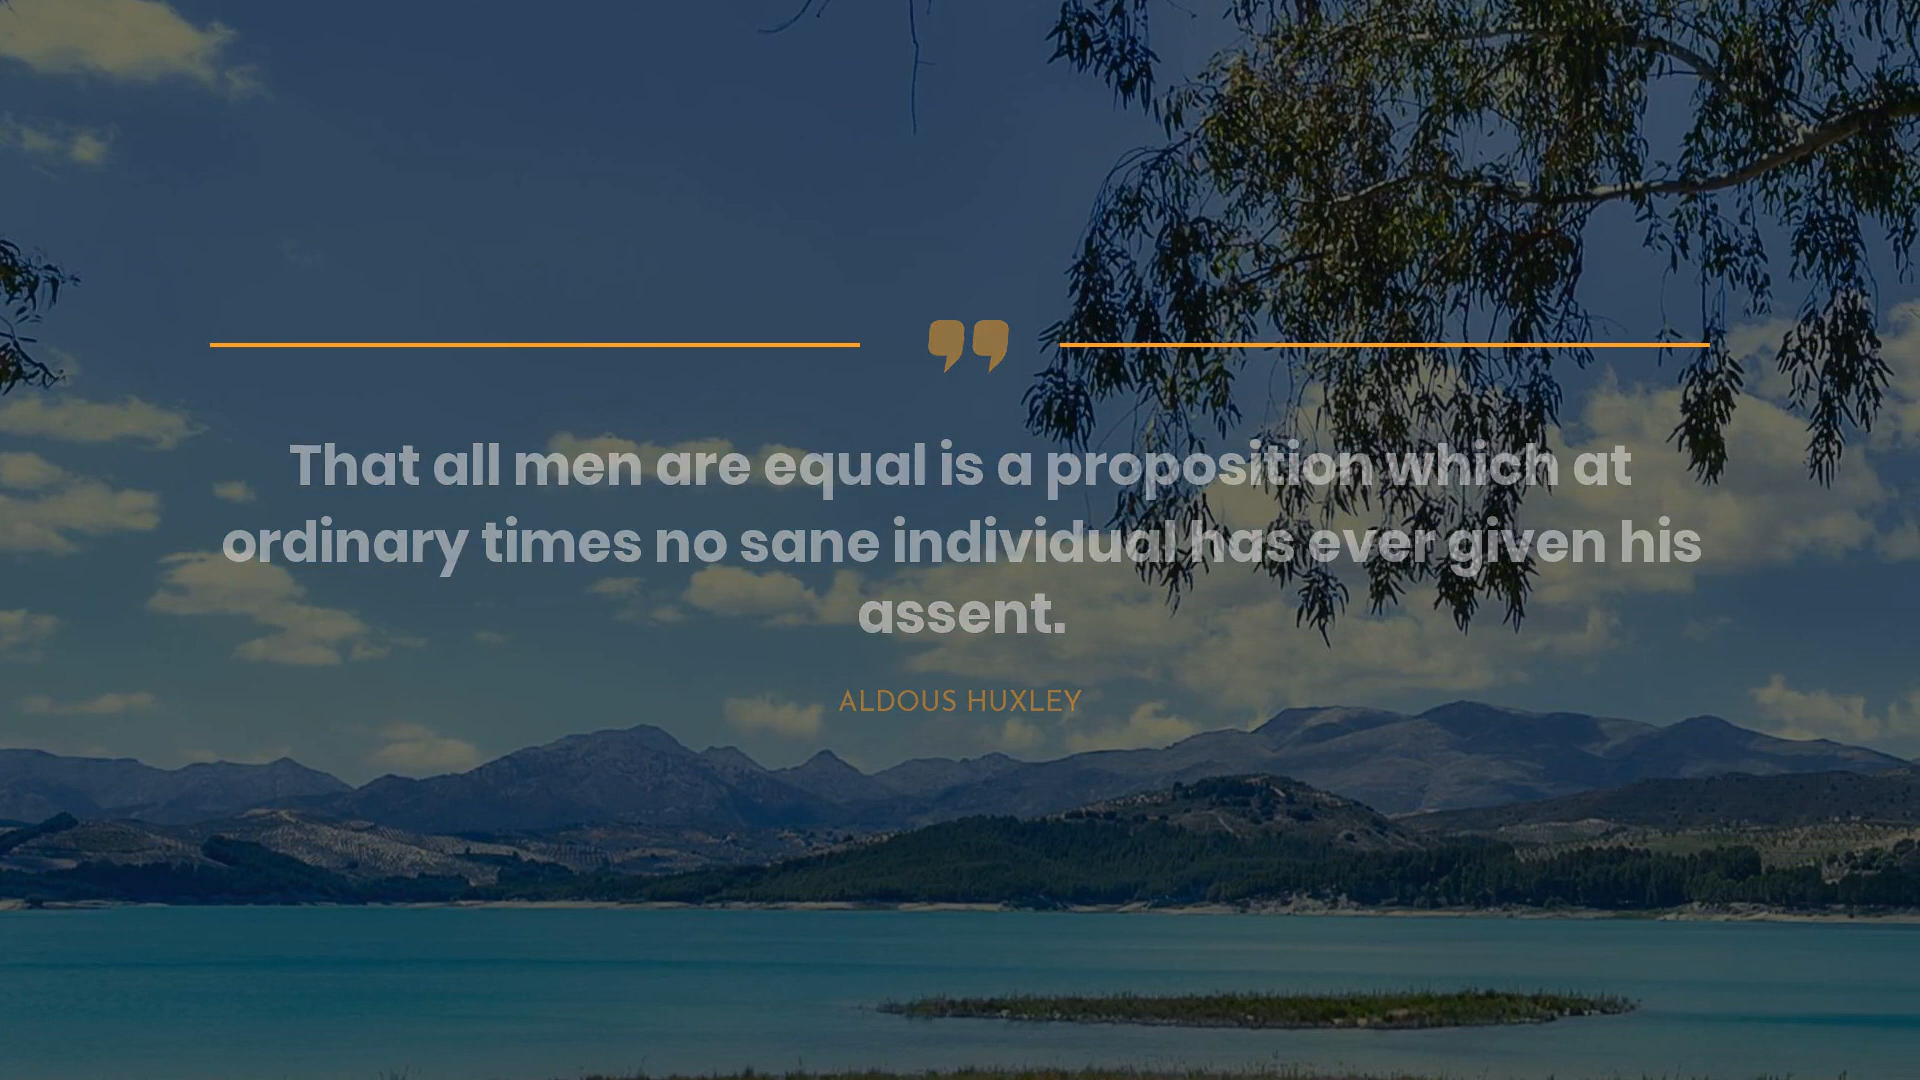 That all men are equal is a proposition which at
ordinary times no sane individual has ever given his
assent.
ALDOUS HUXLEY